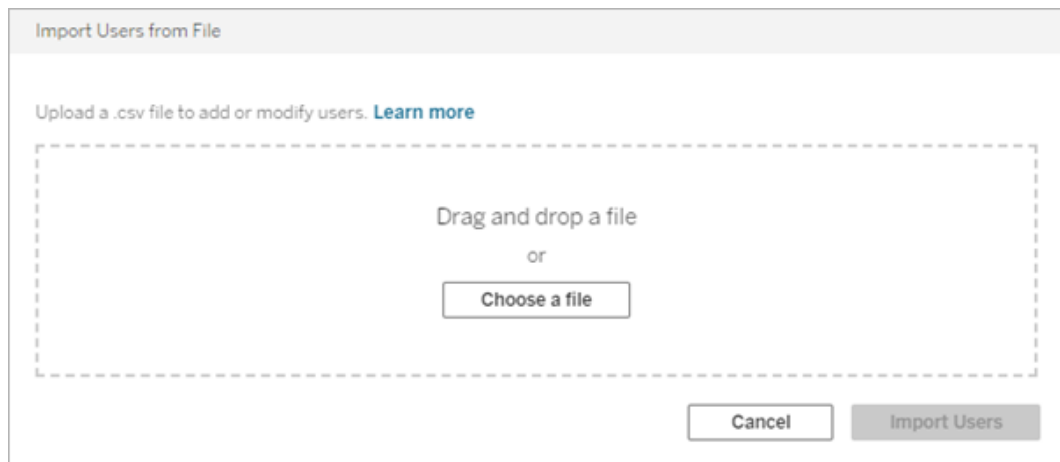 Import Users from File
Upload a .csv file to add or modify users. Learn more
Drag and drop a file
or
Choose a file
Cancel
Import Users